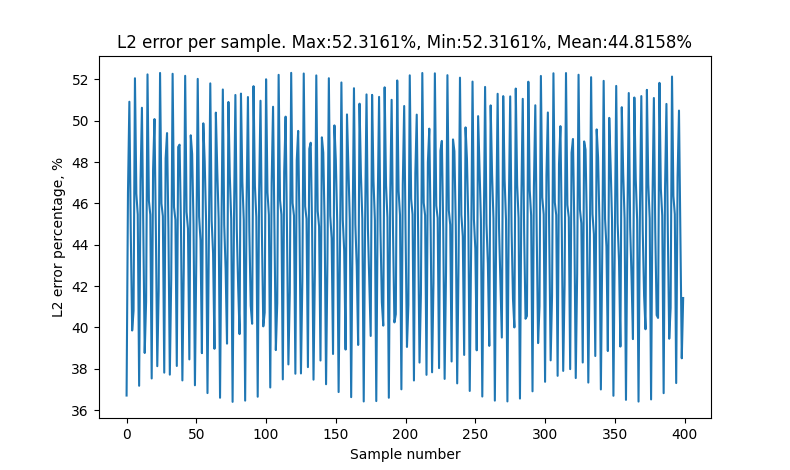 L2 error per sample. Max:52.3161%, Min:52.3161%, Mean:44.8158%
52
50
48
46
44
42
40
38
36
L2 error percentage, %
0 50 100 150 200 250 300 350 400
Sample number